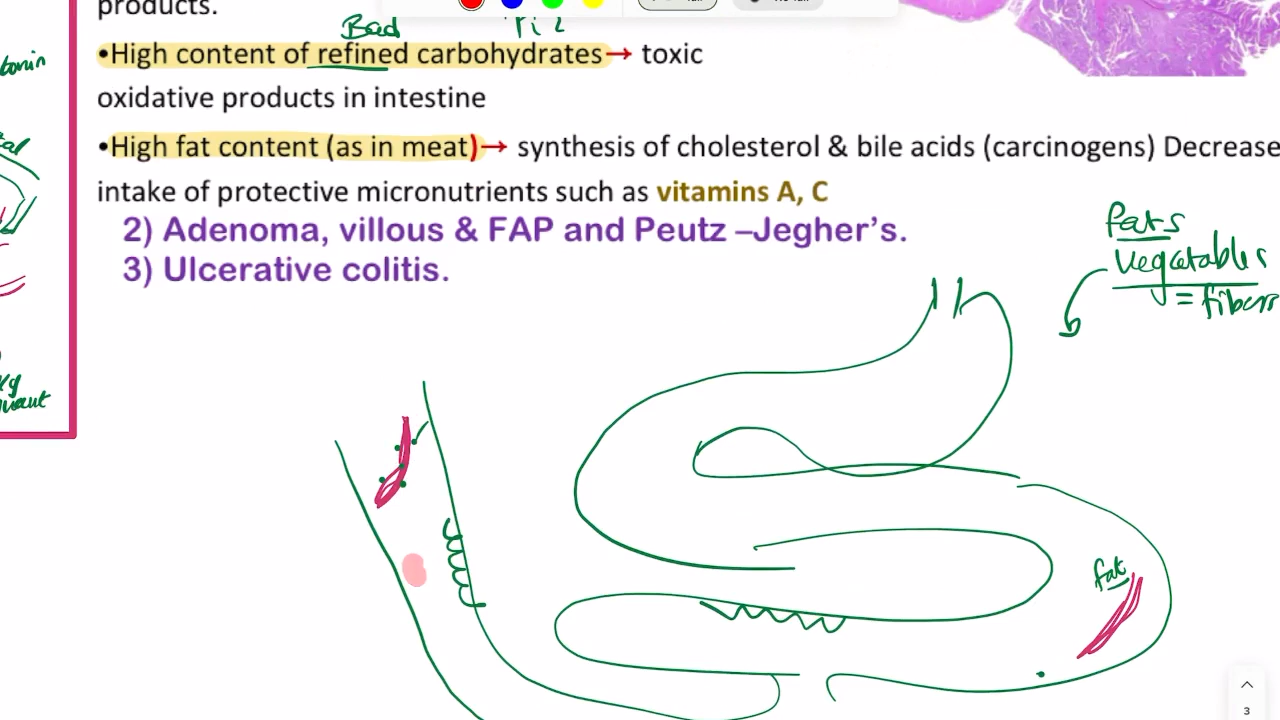 products.
Bad
•High content of refined carbohydrates→ toxic
oxidative products in intestine
•High fat content (as in meat)→ synthesis of cholesterol & bile acids (carcinogens) Decrease
intake of protective micronutrients such as vitamins A, C
2) Adenoma, villous & FAP and Peutz –Jegher’s.
3) Ulcerative colitis.
fats
vegetables
= fibers
fat
3